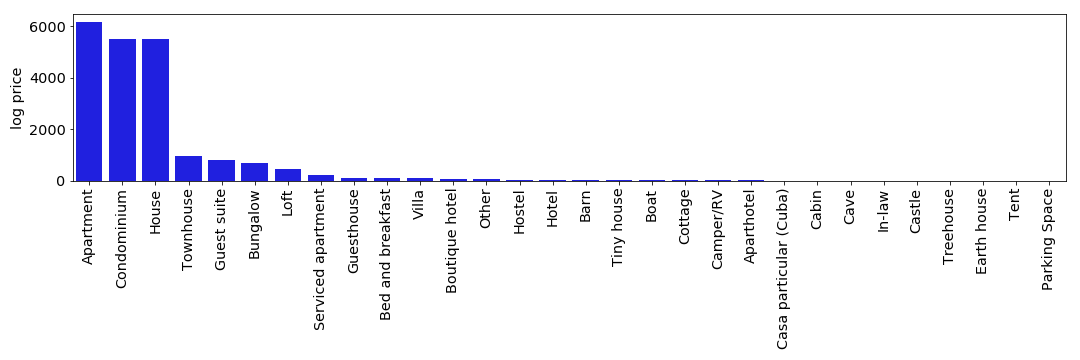 log price
6000
4000
2000
0
Apartment
Condominium
House
Townhouse
Guest suite
Bungalow
Loft
Serviced apartment
Guesthouse
Bed and breakfast
Villa
Boutique hotel
Other
Hostel
Hotel
Barn
Tiny house
Boat
Cottage
Camper/RV
Aparthotel
Casa particular (Cuba)
Cabin
Cave
In-law
Castle
Treehouse
Earth house
Tent
Parking Space